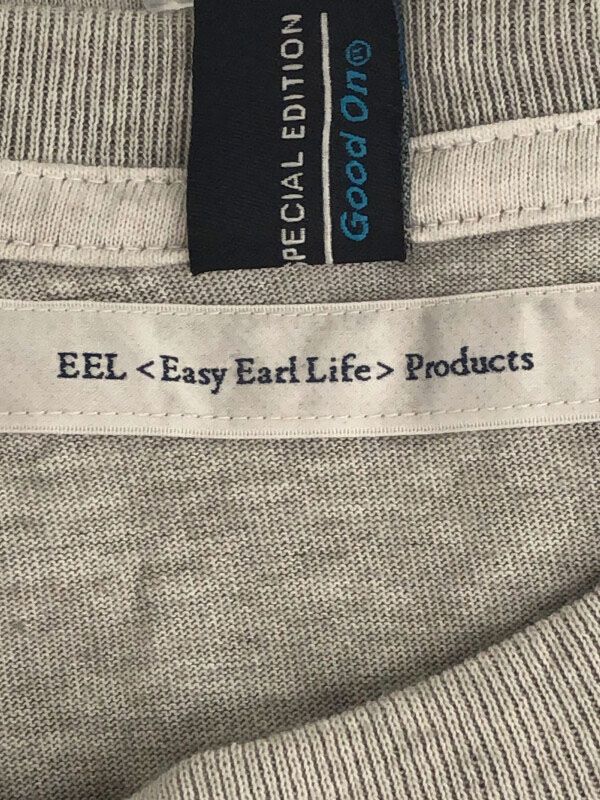 SPECIAL EDITION
Good On®
EEL <Easy Earl Life> Products